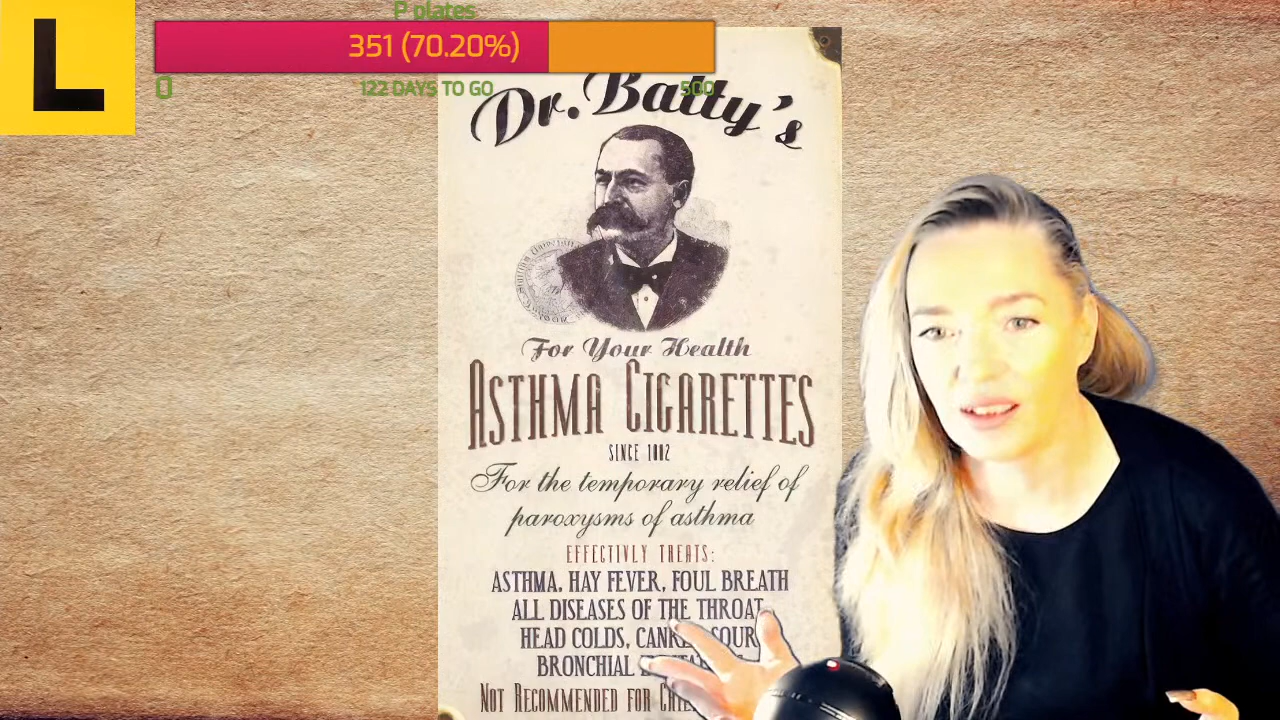 L
P plates
351 (70.20%)
0
122 DAYS TO GO
500
Dr. Batty's
For Your Health
ASTHMA CIGARETTES
SINCE 1882
For the temporary relief of
paroxysms of asthma
EFFECTIVLY TREATS:
ASTHMA, HAY FEVER, FOUL BREATH
ALL DISEASES OF THE THROAT,
HEAD COLDS,
BRONCHIAL
NOT RECOMMENDED FOR